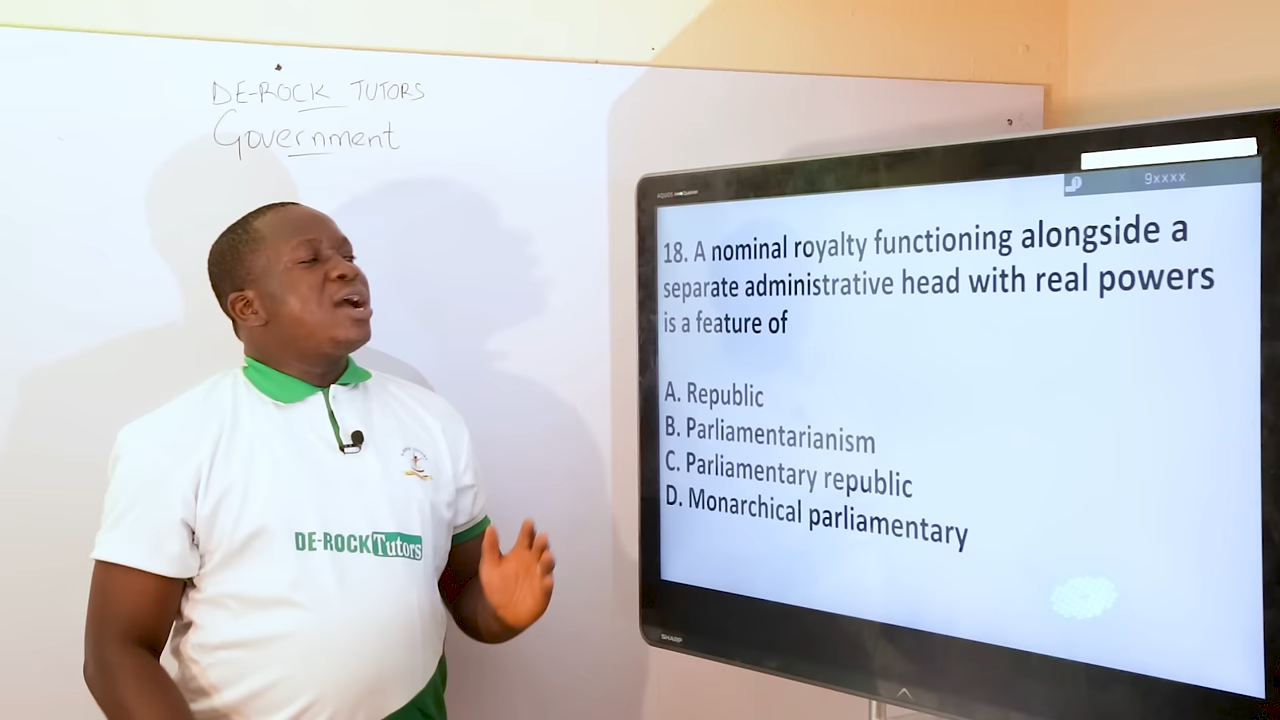 DE-ROCK TUTORS
Government
9xxxx
18. A nominal royalty functioning alongside a
separate administrative head with real powers
is a feature of
A. Republic
B. Parliamentarianism
C. Parliamentary republic
D. Monarchical parliamentary
DE-ROCK Tutors
SHARP